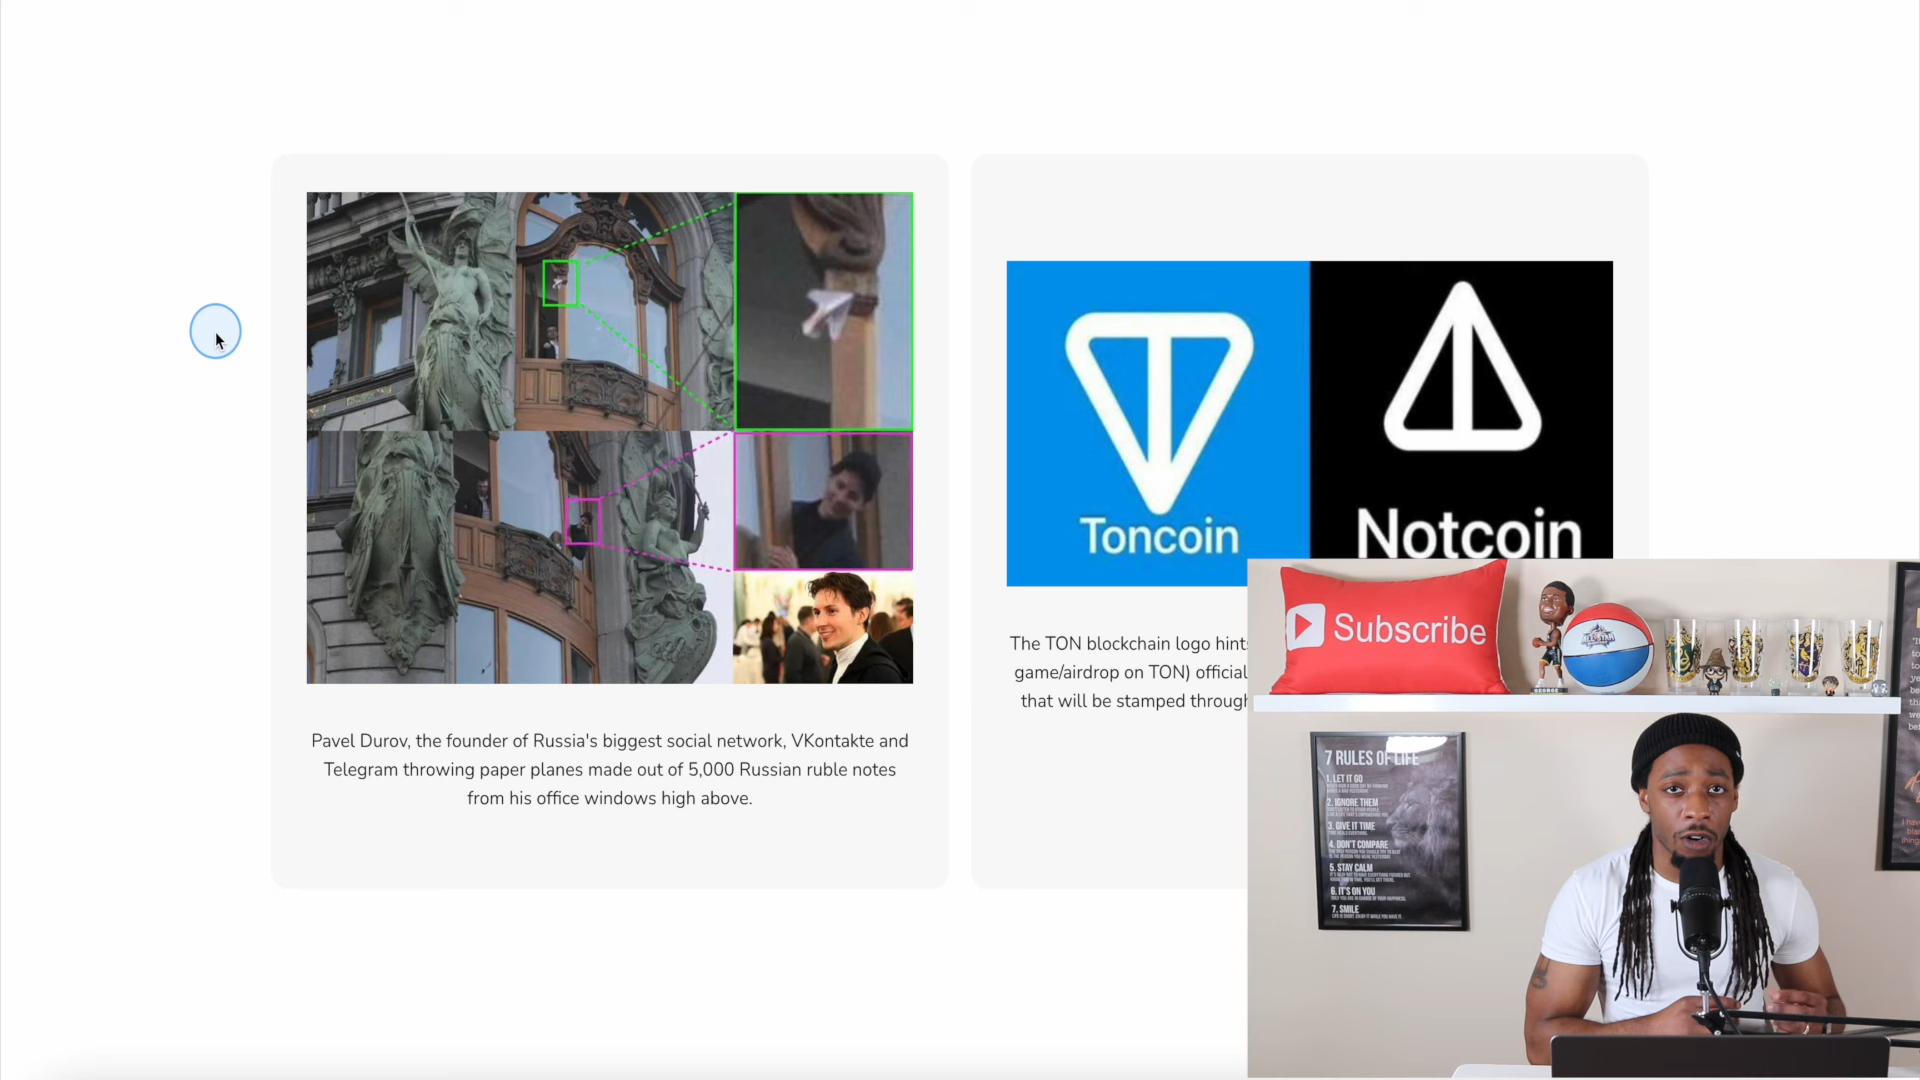 Toncoin
Notcoin
Pavel Durov, the founder of Russia's biggest social network, VKontakte and
Telegram throwing paper planes made out of 5,000 Russian ruble notes
from his office windows high above.
The TON blockchain logo hints
game/airdrop on TON) official
that will be stamped through
Subscribe
GEORGE
7 RULES OF LIFE
1. LET IT GO
2. IGNORE THEM
3. GIVE IT TIME
4. DON'T COMPARE
5. STAY CALM
6. IT'S ON YOU
7. SMILE